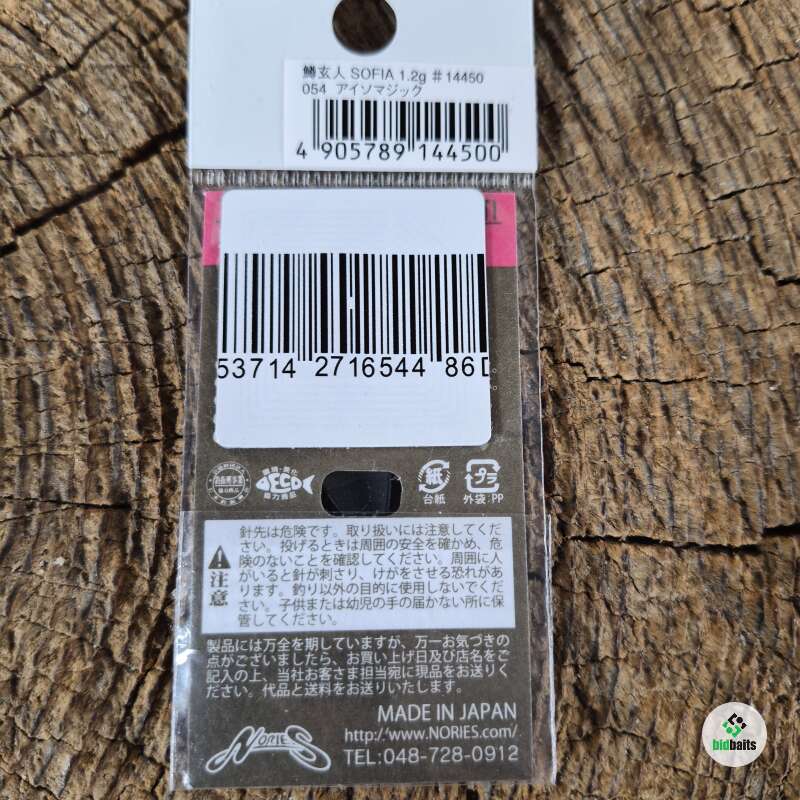 鱒玄人 SOFIA 1.2g #14450
054 アイソマジック
4 905789 144500
53714 2716544 86
ECO
協力商品
紙
台紙
プラ
外袋:PP
注意
針先は危険です。取り扱いには注意してくだ
さい。投げるときは周囲の安全を確かめ、危
険のないことを確認してください。周囲に人
がいると針が刺さり、けがをさせる恐れがあ
ります。釣り以外の目的に使用しないでくだ
さい。子供または幼児の手の届かない所に保
管してください。
製品には万全を期していますが、万一お気づきの
点がございましたら、お買い上げ日及び店名をご
記入の上、当社お客さま担当宛に現品をお送りく
ださい。代品と送料をお送りいたします。
MADE IN JAPAN
NORIES
http://www.NORIES.com/
TEL:048-728-0912
bidbaits